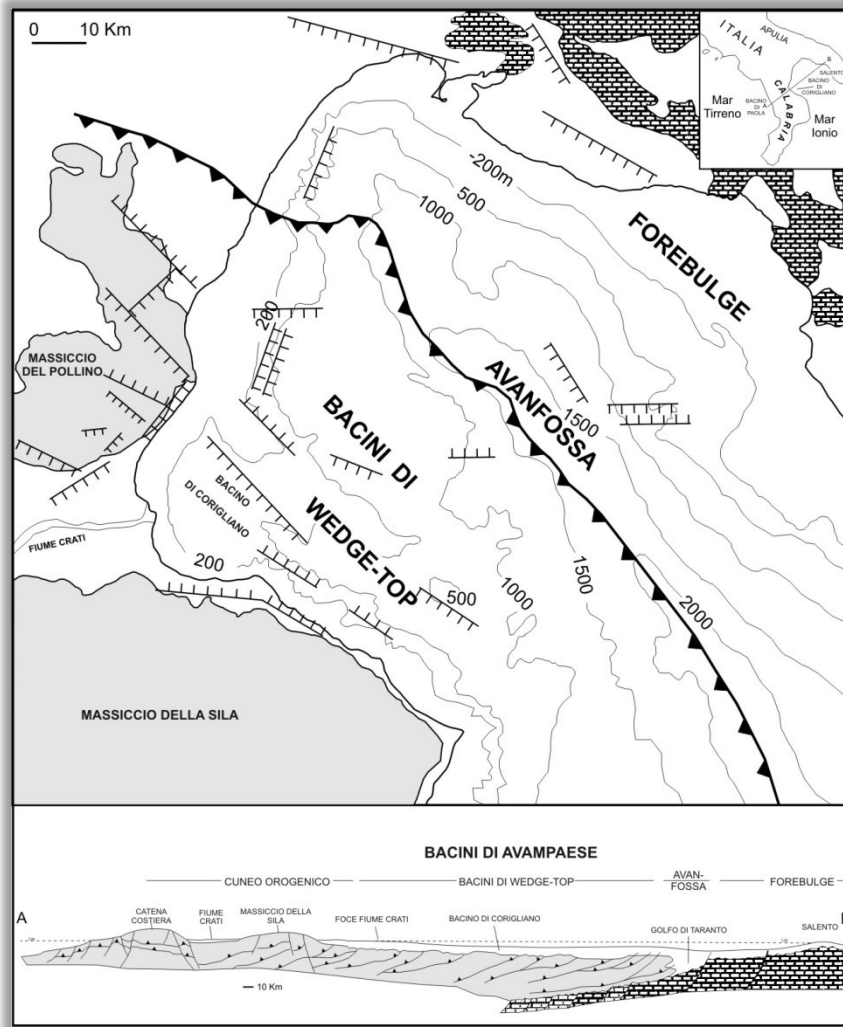 0 10 Km
ITALIA
APULIA
B
SALENTO
BACINO
DI
CORIGLIANO
CALABRIA
BACINO A
DI
PAOLA
Mar
Tirreno
Mar
Ionio
-200m
500
1000
FOREBULGE
200
MASSICCIO
DEL POLLINO
AVANFOSSA
1500
BACINI DI
WEDGE-TOP
BACINO
DI CORIGLIANO
FIUME CRATI
200
500
1000
1500
2000
MASSICCIO DELLA SILA
BACINI DI AVAMPAESE
CUNEO OROGENICO
BACINI DI WEDGE-TOP
AVAN-
FOSSA
FOREBULGE
A
CATENA
COSTIERA
FIUME
CRATI
MASSICCIO DELLA
SILA
FOCE FIUME CRATI
BACINO DI CORIGLIANO
GOLFO DI TARANTO
SALENTO
10 Km